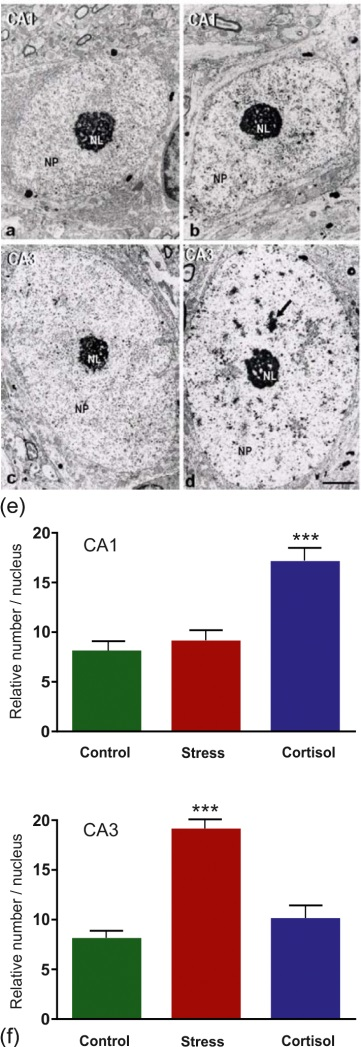 CA1
NL
NP
a
CA1
NL
NP
b
CA3
NL
NP
c
CA3
NL
NP
d
(e)
CA1
***
Relative number / nucleus
20
15
10
5
0
Control Stress Cortisol
CA3
***
Relative number / nucleus
20
15
10
5
0
(f)
Control Stress Cortisol